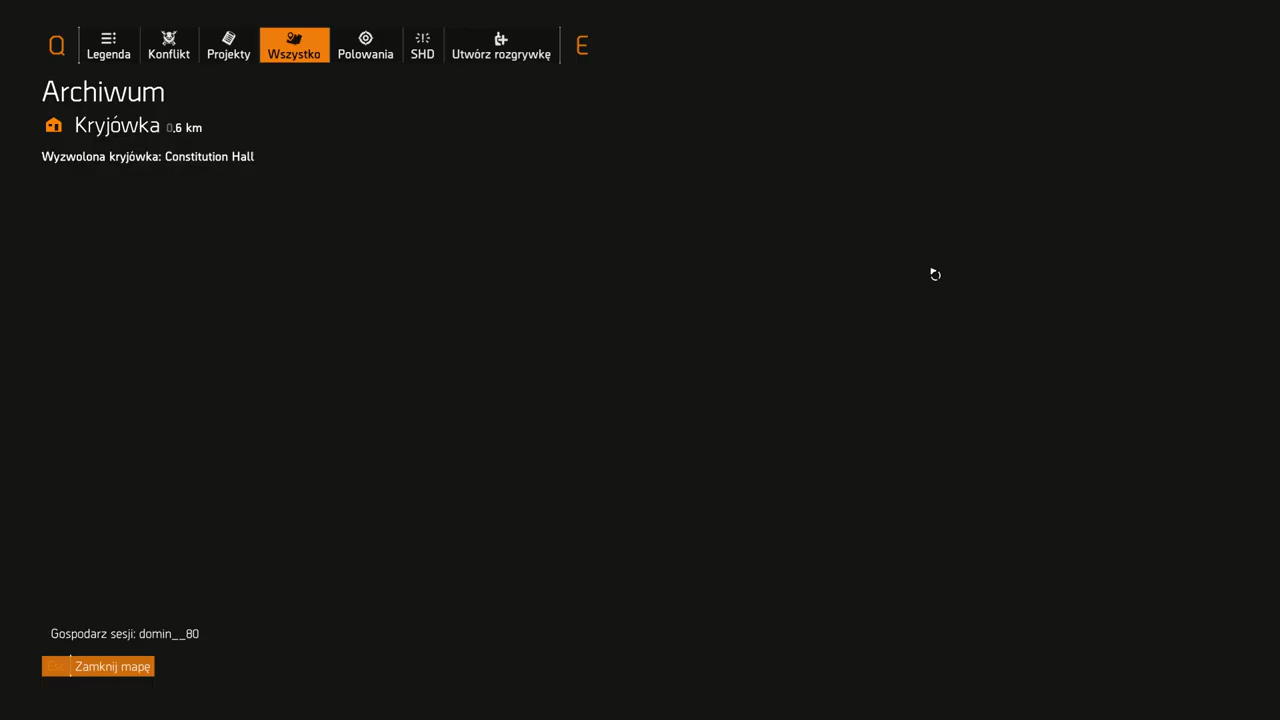 Q Legenda Konflikt Projekty Wszystko Polowania SHD Utwórz rozgrywkę E
Archiwum
Kryjówka 0.6 km
Wyzwolona kryjówka: Constitution Hall
Gospodarz sesji: domin__80
Esc Zamknij mapę